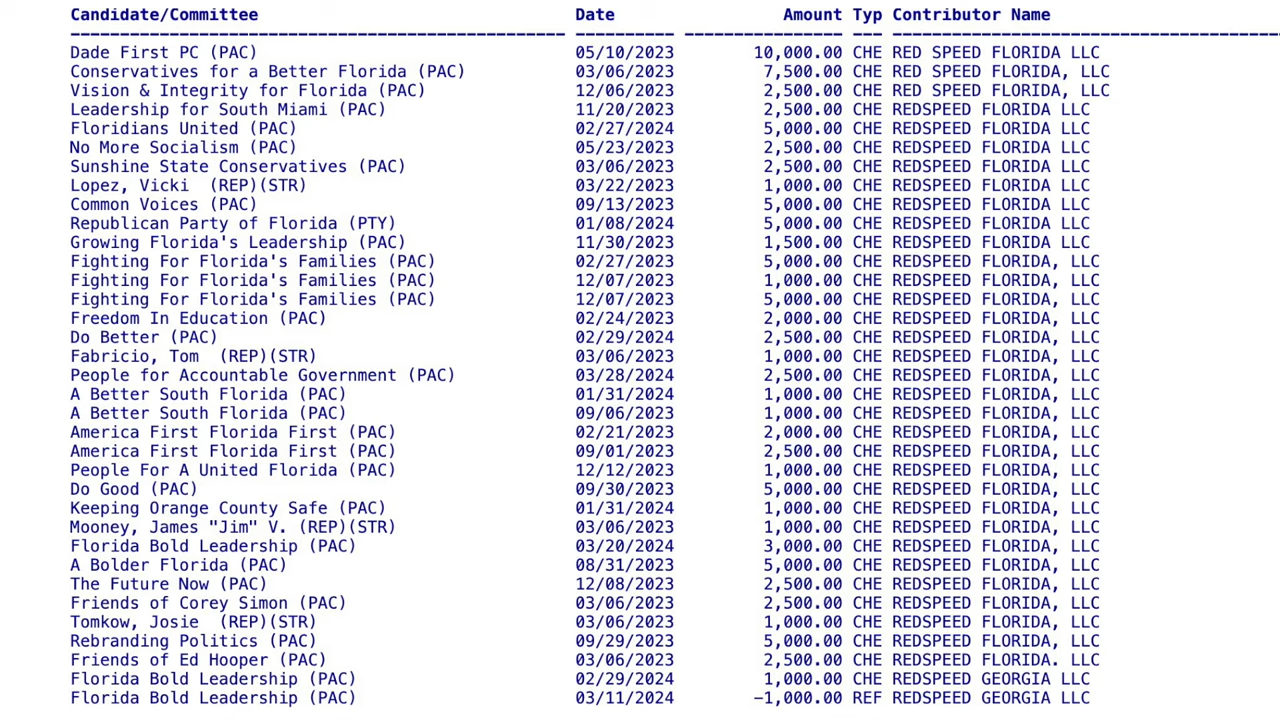 Candidate/Committee Date Amount Typ Contributor Name
Dade First PC (PAC) 05/10/2023 10,000.00 CHE RED SPEED FLORIDA LLC
Conservatives for a Better Florida (PAC) 03/06/2023 7,500.00 CHE RED SPEED FLORIDA, LLC
Vision & Integrity for Florida (PAC) 12/06/2023 2,500.00 CHE RED SPEED FLORIDA, LLC
Leadership for South Miami (PAC) 11/20/2023 2,500.00 CHE REDSPEED FLORIDA LLC
Floridians United (PAC) 02/27/2024 5,000.00 CHE REDSPEED FLORIDA LLC
No More Socialism (PAC) 05/23/2023 2,500.00 CHE REDSPEED FLORIDA LLC
Sunshine State Conservatives (PAC) 03/06/2023 2,500.00 CHE REDSPEED FLORIDA LLC
Lopez, Vicki (REP)(STR) 03/22/2023 1,000.00 CHE REDSPEED FLORIDA LLC
Common Voices (PAC) 09/13/2023 5,000.00 CHE REDSPEED FLORIDA LLC
Republican Party of Florida (PTY) 01/08/2024 5,000.00 CHE REDSPEED FLORIDA LLC
Growing Florida's Leadership (PAC) 11/30/2023 1,500.00 CHE REDSPEED FLORIDA LLC
Fighting For Florida's Families (PAC) 02/27/2023 5,000.00 CHE REDSPEED FLORIDA, LLC
Fighting For Florida's Families (PAC) 12/07/2023 1,000.00 CHE REDSPEED FLORIDA, LLC
Fighting For Florida's Families (PAC) 12/07/2023 5,000.00 CHE REDSPEED FLORIDA, LLC
Freedom In Education (PAC) 02/24/2023 2,000.00 CHE REDSPEED FLORIDA, LLC
Do Better (PAC) 02/29/2024 2,500.00 CHE REDSPEED FLORIDA, LLC
Fabricio, Tom (REP)(STR) 03/06/2023 1,000.00 CHE REDSPEED FLORIDA, LLC
People for Accountable Government (PAC) 03/28/2024 2,500.00 CHE REDSPEED FLORIDA, LLC
A Better South Florida (PAC) 01/31/2024 1,000.00 CHE REDSPEED FLORIDA, LLC
A Better South Florida (PAC) 09/06/2023 1,000.00 CHE REDSPEED FLORIDA, LLC
America First Florida First (PAC) 02/21/2023 2,000.00 CHE REDSPEED FLORIDA, LLC
America First Florida First (PAC) 09/01/2023 2,500.00 CHE REDSPEED FLORIDA, LLC
People For A United Florida (PAC) 12/12/2023 1,000.00 CHE REDSPEED FLORIDA, LLC
Do Good (PAC) 09/30/2023 5,000.00 CHE REDSPEED FLORIDA, LLC
Keeping Orange County Safe (PAC) 01/31/2024 1,000.00 CHE REDSPEED FLORIDA, LLC
Mooney, James "Jim" V. (REP)(STR) 03/06/2023 1,000.00 CHE REDSPEED FLORIDA, LLC
Florida Bold Leadership (PAC) 03/20/2024 3,000.00 CHE REDSPEED FLORIDA, LLC
A Bolder Florida (PAC) 08/31/2023 5,000.00 CHE REDSPEED FLORIDA, LLC
The Future Now (PAC) 12/08/2023 2,500.00 CHE REDSPEED FLORIDA, LLC
Friends of Corey Simon (PAC) 03/06/2023 2,500.00 CHE REDSPEED FLORIDA, LLC
Tomkow, Josie (REP)(STR) 03/06/2023 1,000.00 CHE REDSPEED FLORIDA, LLC
Rebranding Politics (PAC) 09/29/2023 5,000.00 CHE REDSPEED FLORIDA, LLC
Friends of Ed Hooper (PAC) 03/06/2023 2,500.00 CHE REDSPEED FLORIDA. LLC
Florida Bold Leadership (PAC) 02/29/2024 1,000.00 CHE REDSPEED GEORGIA LLC
Florida Bold Leadership (PAC) 03/11/2024 -1,000.00 REF REDSPEED GEORGIA LLC